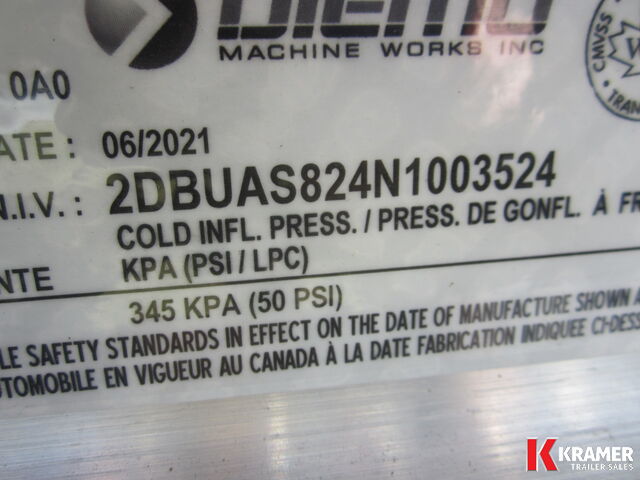 MACHINE WORKS INC
CMVSS
TRAN
0A0
ATE : 06/2021
N.I.V. : 2DBUAS824N1003524
COLD INFL. PRESS. / PRESS. DE GONFL. À FR
NTE KPA (PSI / LPC)
345 KPA (50 PSI)
LE SAFETY STANDARDS IN EFFECT ON THE DATE OF MANUFACTURE SHOWN A
UTOMOBILE EN VIGUEUR AU CANADA À LA DATE FABRICATION INDIQUEE CI-DESS
K KRAMER
TRAILER SALES